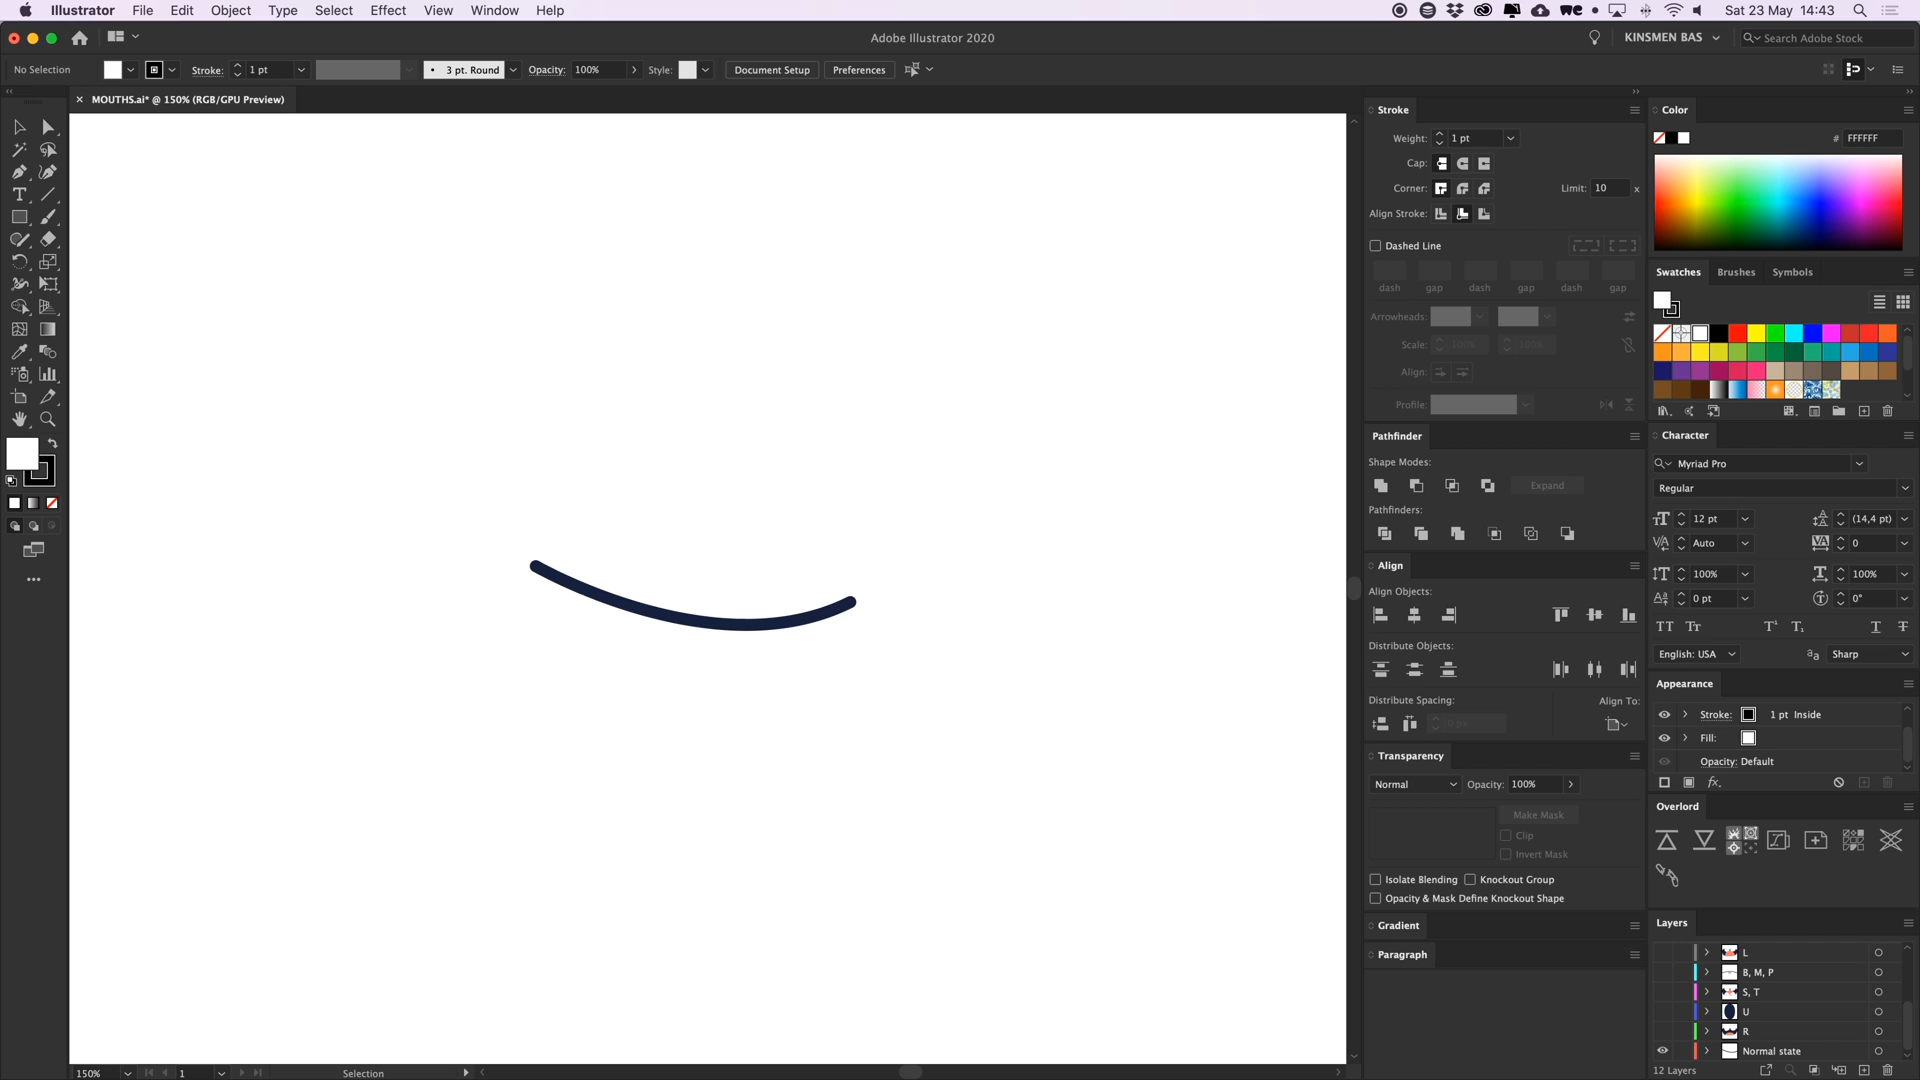 Illustrator File Edit Object Type Select Effect View Window Help
Sat 23 May 14:43
Adobe Illustrator 2020
KINSMEN BAS
Search Adobe Stock
No Selection
Stroke: 1 pt
3 pt. Round
Opacity: 100%
Style:
Document Setup
Preferences
MOUTHS.ai* @ 150% (RGB/GPU Preview)
Stroke
Weight: 1 pt
Cap:
Corner:
Limit: 10 x
Align Stroke:
Dashed Line
dash gap dash gap dash gap
Arrowheads:
Scale: 100% 100%
Align:
Profile:
Pathfinder
Shape Modes:
Expand
Pathfinders:
Align
Align Objects:
Distribute Objects:
Distribute Spacing:
Align To:
0 px
Transparency
Normal
Opacity: 100%
Make Mask
Clip
Invert Mask
Isolate Blending
Knockout Group
Opacity & Mask Define Knockout Shape
Gradient
Paragraph
Color
# FFFFFF
Swatches Brushes Symbols
Character
Myriad Pro
Regular
12 pt
(14,4 pt)
Auto
0
100%
100%
0 pt
0°
English: USA
Sharp
Appearance
Stroke: 1 pt Inside
Fill:
Opacity: Default
Overlord
Layers
L
B, M, P
S, T
U
R
Normal state
12 Layers
150%
1
Selection